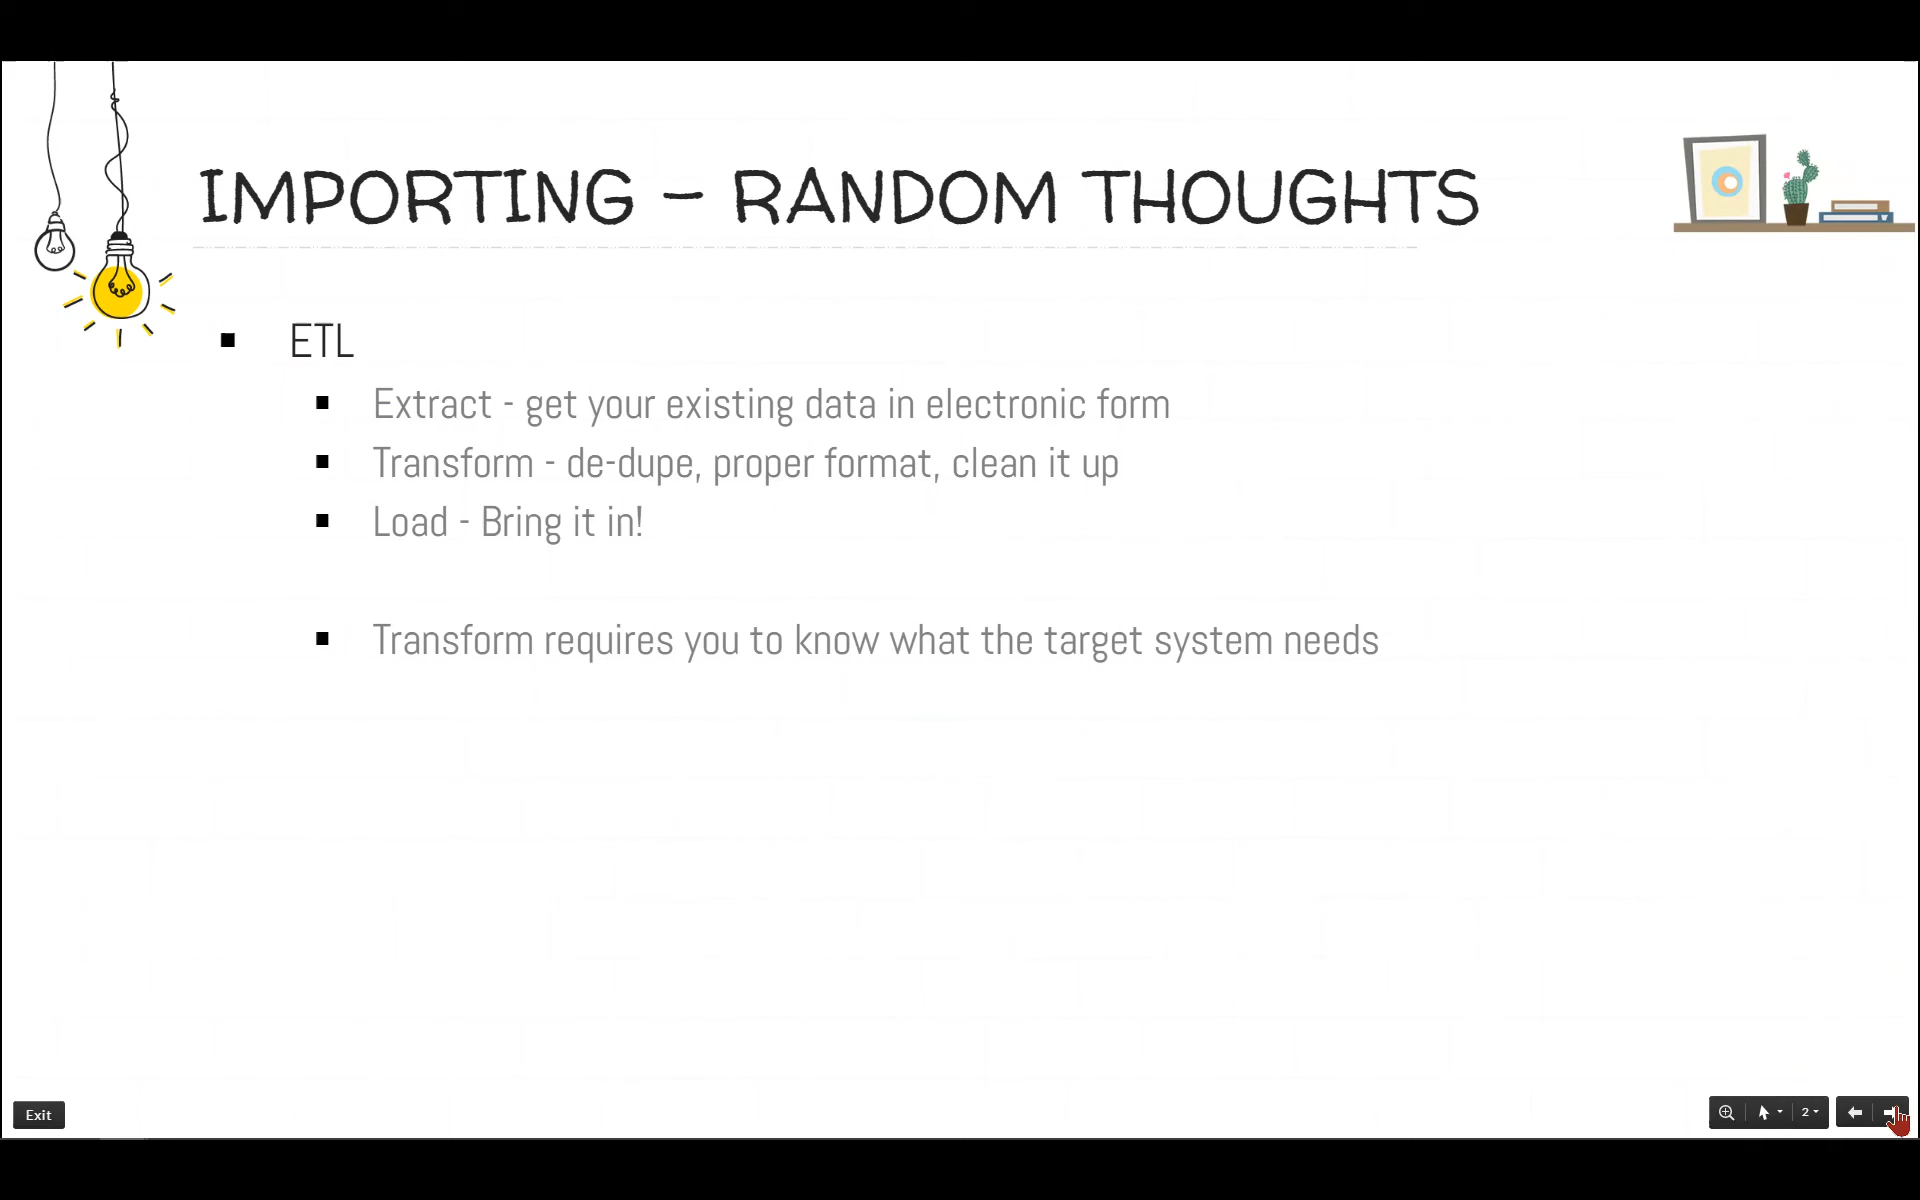 IMPORTING – RANDOM THOUGHTS
ETL
Extract - get your existing data in electronic form
Transform - de-dupe, proper format, clean it up
Load - Bring it in!
Transform requires you to know what the target system needs
Exit
2